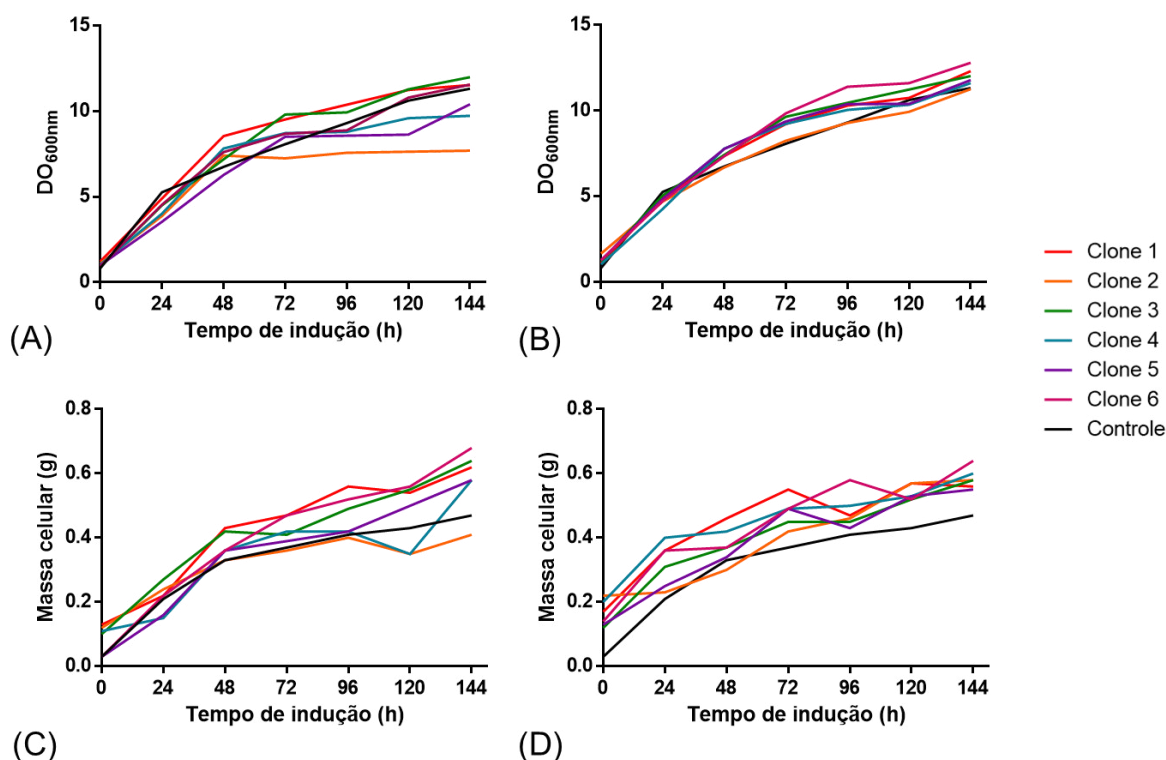 15
10
5
0
DO600nm
0 24 48 72 96 120 144
Tempo de indução (h)
(A)
15
10
5
0
DO600nm
0 24 48 72 96 120 144
Tempo de indução (h)
(B)
Clone 1
Clone 2
Clone 3
Clone 4
Clone 5
Clone 6
Controle
0.8
0.6
0.4
0.2
0.0
Massa celular (g)
0 24 48 72 96 120 144
Tempo de indução (h)
(C)
0.8
0.6
0.4
0.2
0.0
Massa celular (g)
0 24 48 72 96 120 144
Tempo de indução (h)
(D)